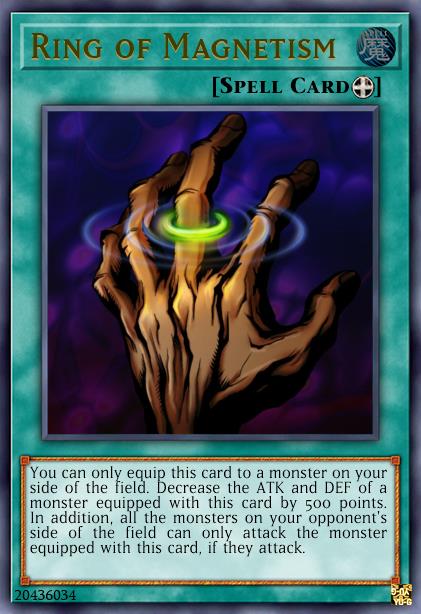 RING OF MAGNETISM
魔
[SPELL CARD]
You can only equip this card to a monster on your
side of the field. Decrease the ATK and DEF of a
monster equipped with this card by 500 points.
In addition, all the monsters on your opponent's
side of the field can only attack the monster
equipped with this card, if they attack.
20436034